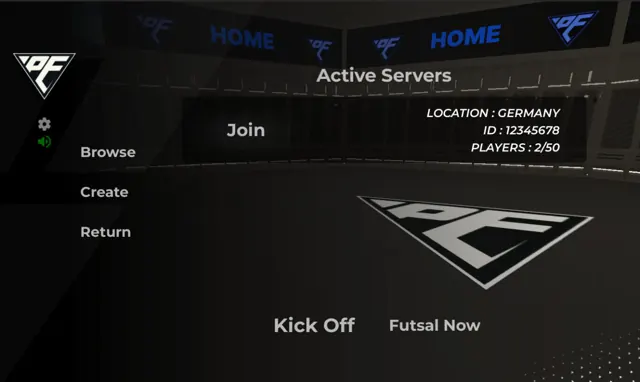 HOME
HOME
Active Servers
Join
LOCATION : GERMANY
ID : 12345678
PLAYERS : 2/50
Browse
Create
Return
Kick Off
Futsal Now